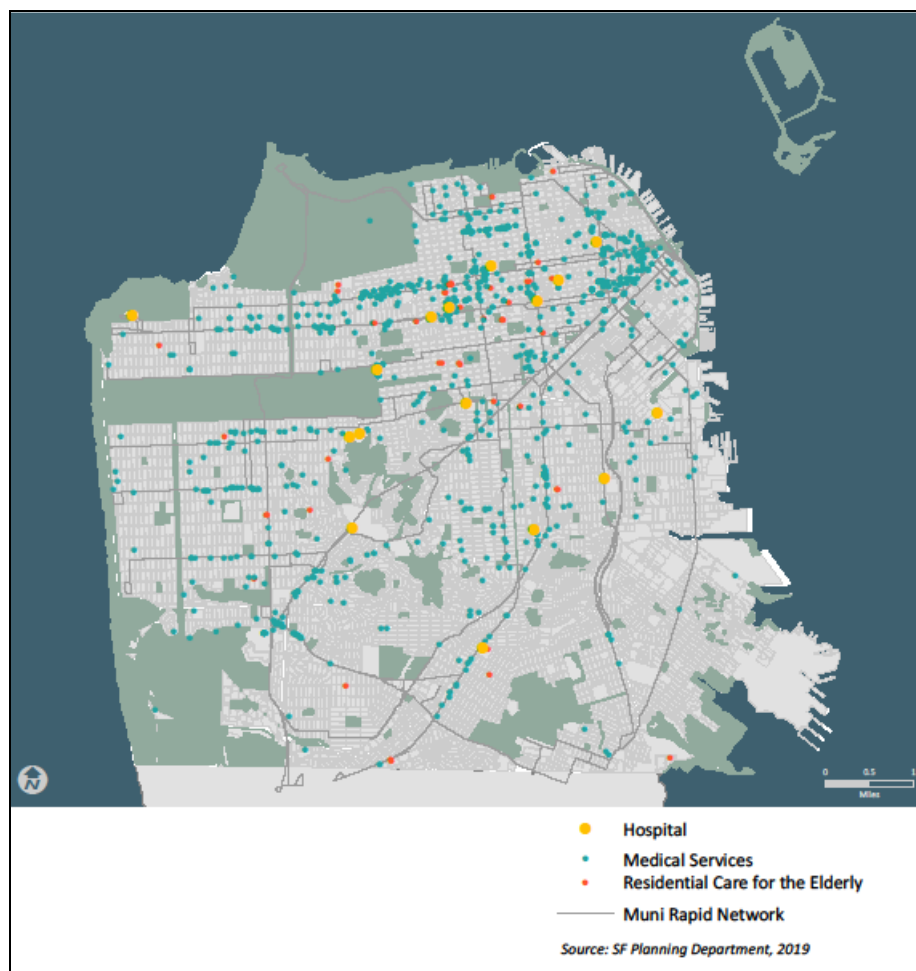 N
0 0.5 1
Miles
Hospital
Medical Services
Residential Care for the Elderly
Muni Rapid Network
Source: SF Planning Department, 2019